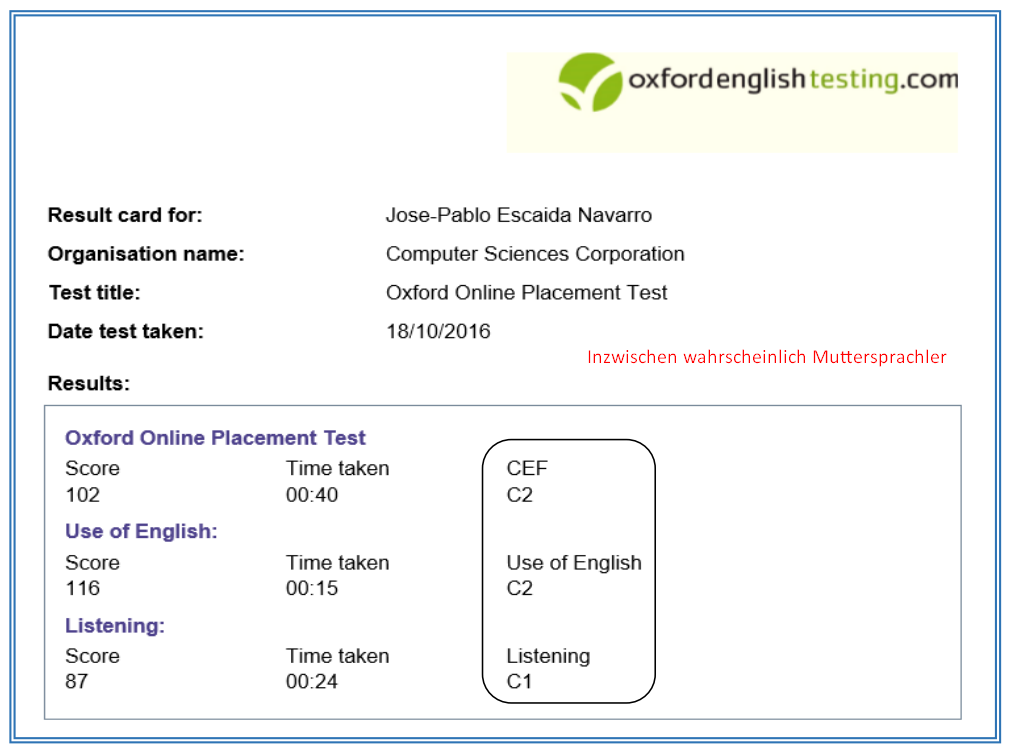 oxfordenglishtesting.com
Result card for: Jose-Pablo Escaida Navarro
Organisation name: Computer Sciences Corporation
Test title: Oxford Online Placement Test
Date test taken: 18/10/2016
Inzwischen wahrscheinlich Muttersprachler
Results:
Oxford Online Placement Test
Score Time taken CEF
102 00:40 C2
Use of English:
Score Time taken Use of English
116 00:15 C2
Listening:
Score Time taken Listening
87 00:24 C1